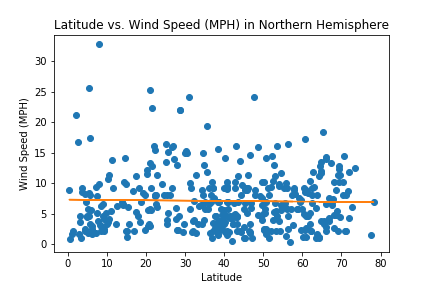 Latitude vs. Wind Speed (MPH) in Northern Hemisphere
Wind Speed (MPH)
30
25
20
15
10
5
0
0 10 20 30 40 50 60 70 80
Latitude